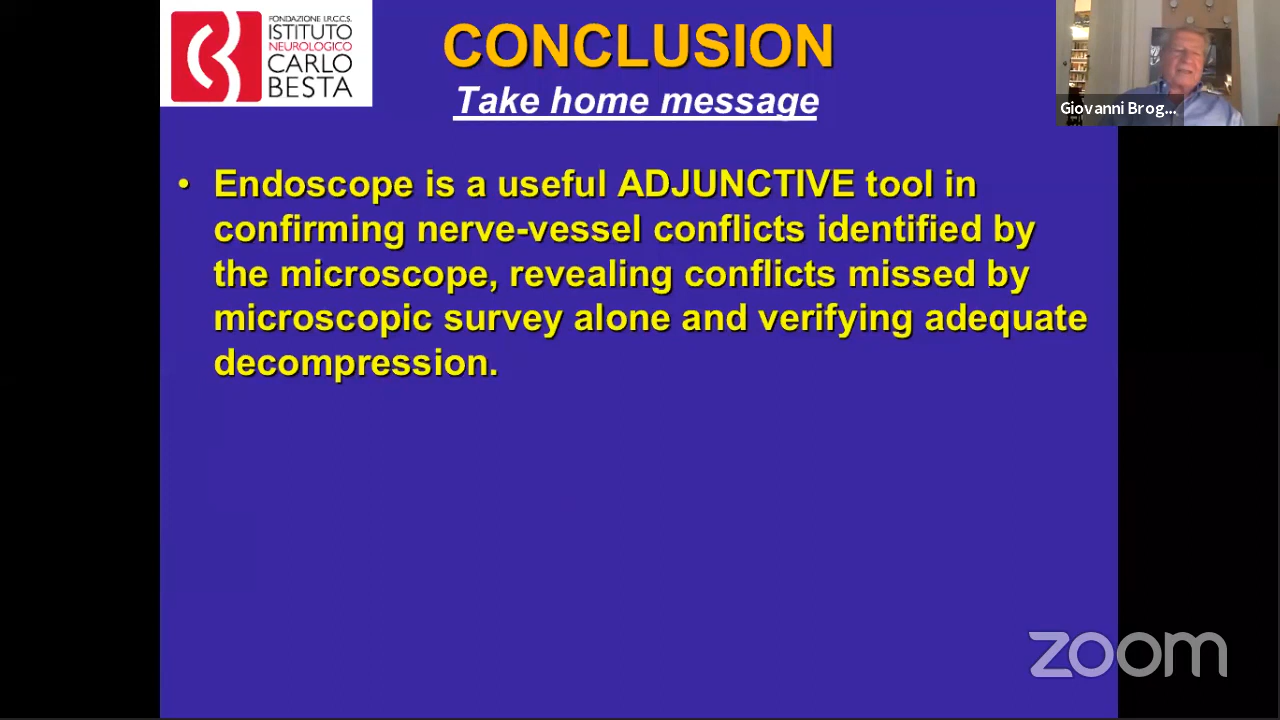 FONDAZIONE I.R.C.C.S.
ISTITUTO
NEUROLOGICO
CARLO
BESTA
CONCLUSION
Take home message
Giovanni Brog...
• Endoscope is a useful ADJUNCTIVE tool in
confirming nerve-vessel conflicts identified by
the microscope, revealing conflicts missed by
microscopic survey alone and verifying adequate
decompression.
zoom